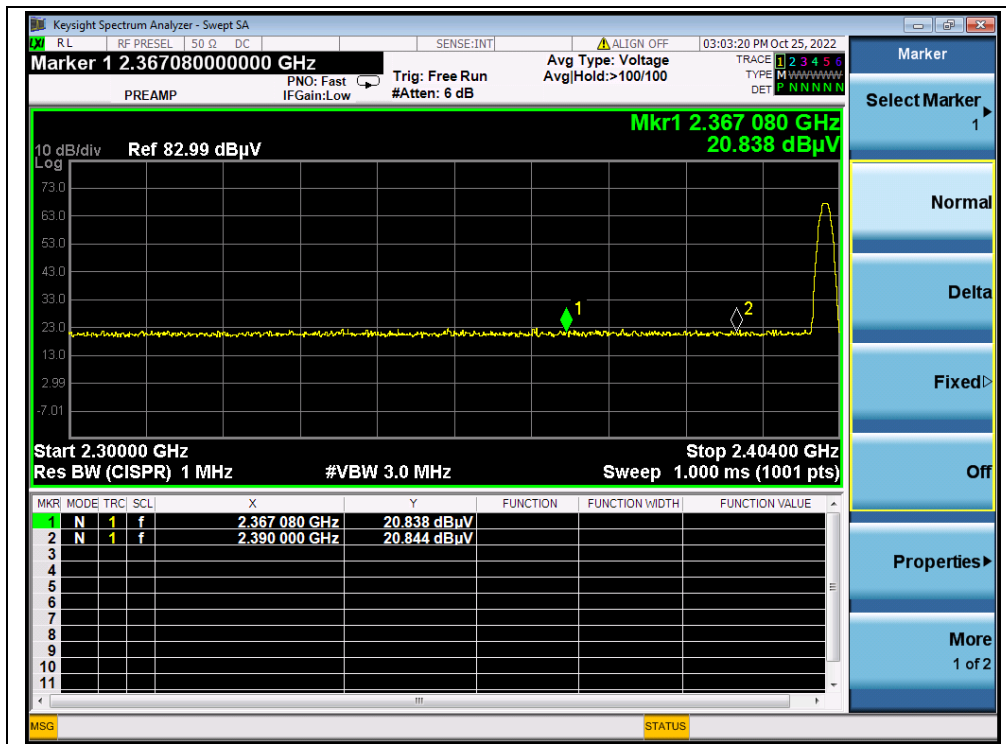 Keysight Spectrum Analyzer - Swept SA
LXI RL RF PRESEL 50 Ω DC SENSE:INT ALIGN OFF 03:03:20 PM Oct 25, 2022
Marker 1 2.367080000000 GHz
PREAMP
PNO: Fast
IFGain:Low
Trig: Free Run
#Atten: 6 dB
Avg Type: Voltage
Avg|Hold:>100/100
TRACE 1 2 3 4 5 6
TYPE M WWWWW
DET P N N N N N
Mkr1 2.367 080 GHz
20.838 dBµV
10 dB/div Ref 82.99 dBµV
Log
73.0
63.0
53.0
43.0
33.0
23.0
13.0
2.99
-7.01
1
2
Start 2.30000 GHz Stop 2.40400 GHz
Res BW (CISPR) 1 MHz #VBW 3.0 MHz Sweep 1.000 ms (1001 pts)
MKR MODE TRC SCL X Y FUNCTION FUNCTION WIDTH FUNCTION VALUE
1 N 1 f 2.367 080 GHz 20.838 dBµV
2 N 1 f 2.390 000 GHz 20.844 dBµV
3
4
5
6
7
8
9
10
11
MSG STATUS
Marker
Select Marker
1
Normal
Delta
Fixed
Off
Properties
More
1 of 2